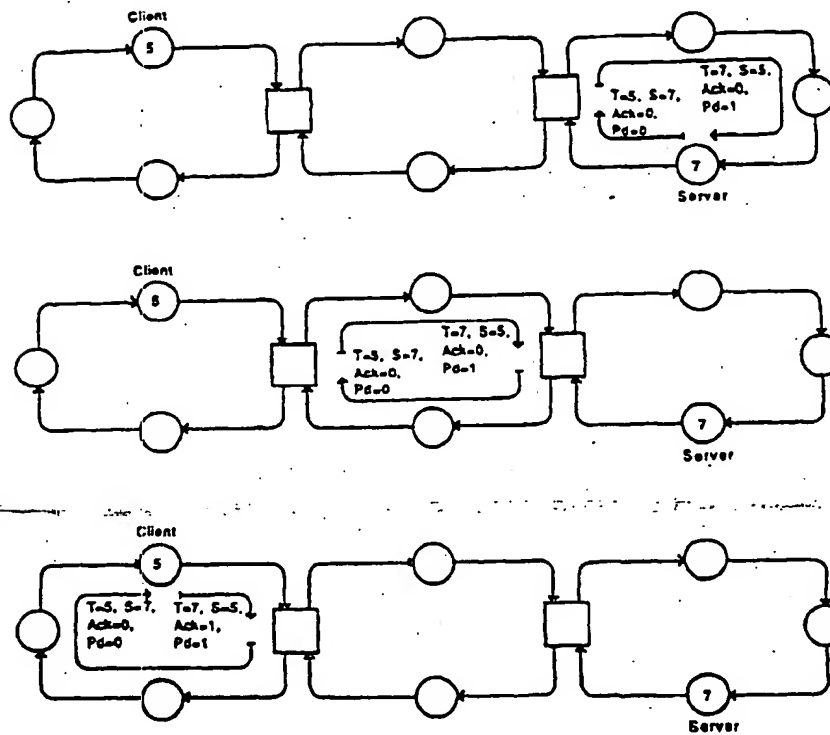 Client
5
T=5, S=7,
Ack=0,
Pd=0
T=7, S=5,
Ack=0,
Pd=1
7
Server
Client
5
T=5, S=7,
Ack=0,
Pd=0
T=7, S=5,
Ack=0,
Pd=1
7
Server
Client
5
T=5, S=7,
Ack=0,
Pd=0
T=7, S=5,
Ack=1,
Pd=1
7
Server